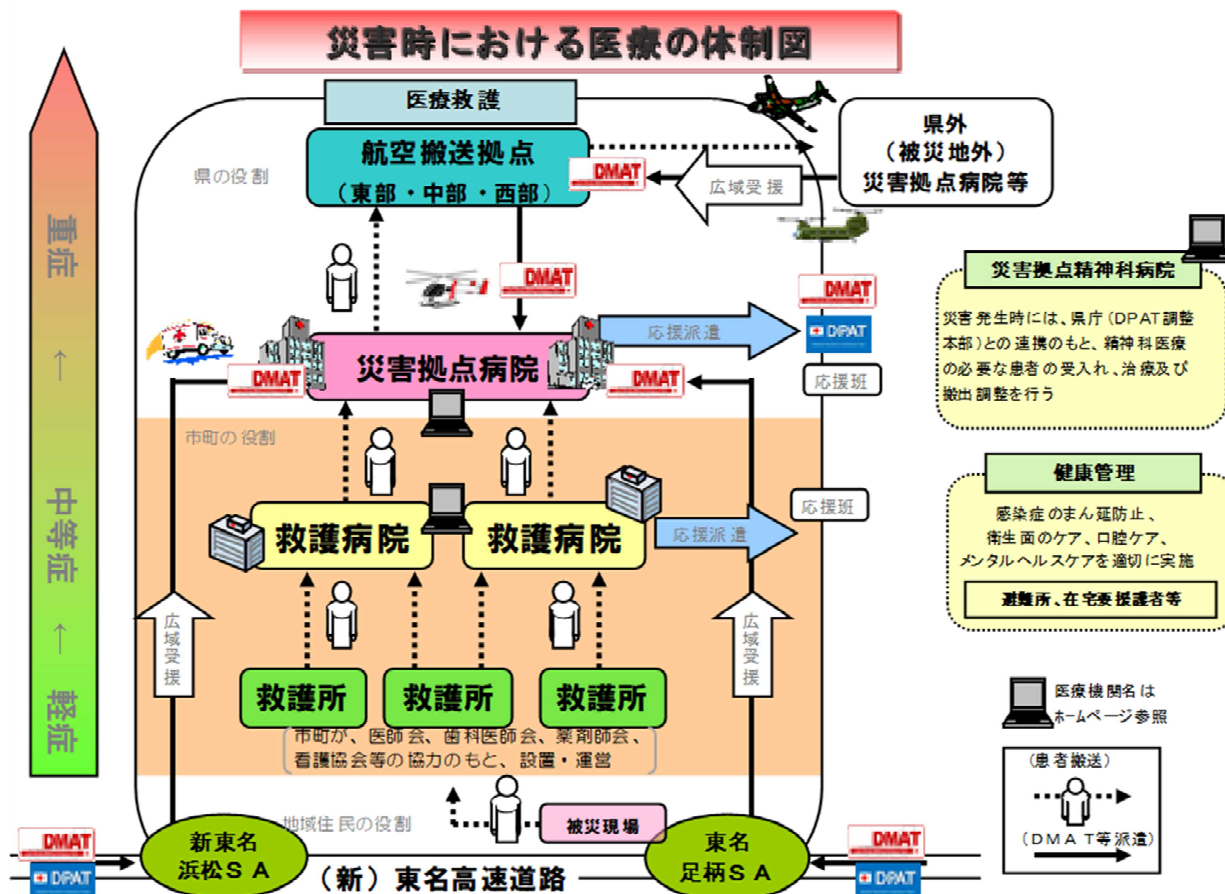 災害時における医療の体制図
医療救護
航空搬送拠点
（東部・中部・西部）
県の役割
DMAT
広域受援
県外
（被災地外）
災害拠点病院等
重症
←
中等症
←
軽症
DMAT
災害拠点病院
DMAT
DMAT
応援派遣
DMAT
DPAT
応援班
市町の役割
救護病院
救護病院
応援派遣
応援班
広域受援
広域受援
救護所
救護所
救護所
市町が、医師会、歯科医師会、薬剤師会、
看護協会等の協力のもと、設置・運営
地域住民の役割
被災現場
新東名
浜松ＳＡ
東名
足柄ＳＡ
（新）東名高速道路
DMAT
DPAT
DMAT
DPAT
災害拠点精神科病院
災害発生時には、県庁（DPAT調整
本部）との連携のもと、精神科医療
の必要な患者の受入れ、治療及び
搬出調整を行う
健康管理
感染症のまん延防止、
衛生面のケア、口腔ケア、
メンタルヘルスケアを適切に実施
避難所、在宅要援護者等
医療機関名は
ホームページ参照
（患者搬送）
（ＤＭＡＴ等派遣）